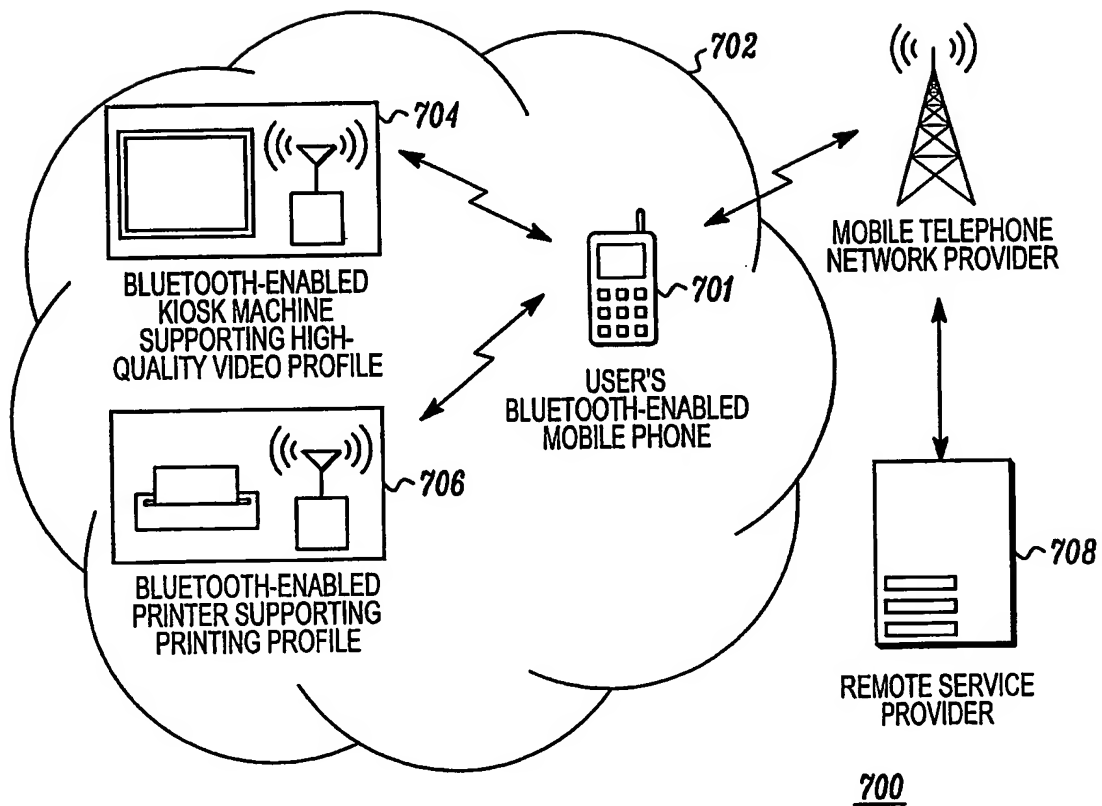 702
704
BLUETOOTH-ENABLED
KIOSK MACHINE
SUPPORTING HIGH-
QUALITY VIDEO PROFILE
701
USER'S
BLUETOOTH-ENABLED
MOBILE PHONE
MOBILE TELEPHONE
NETWORK PROVIDER
706
BLUETOOTH-ENABLED
PRINTER SUPPORTING
PRINTING PROFILE
708
REMOTE SERVICE
PROVIDER
700